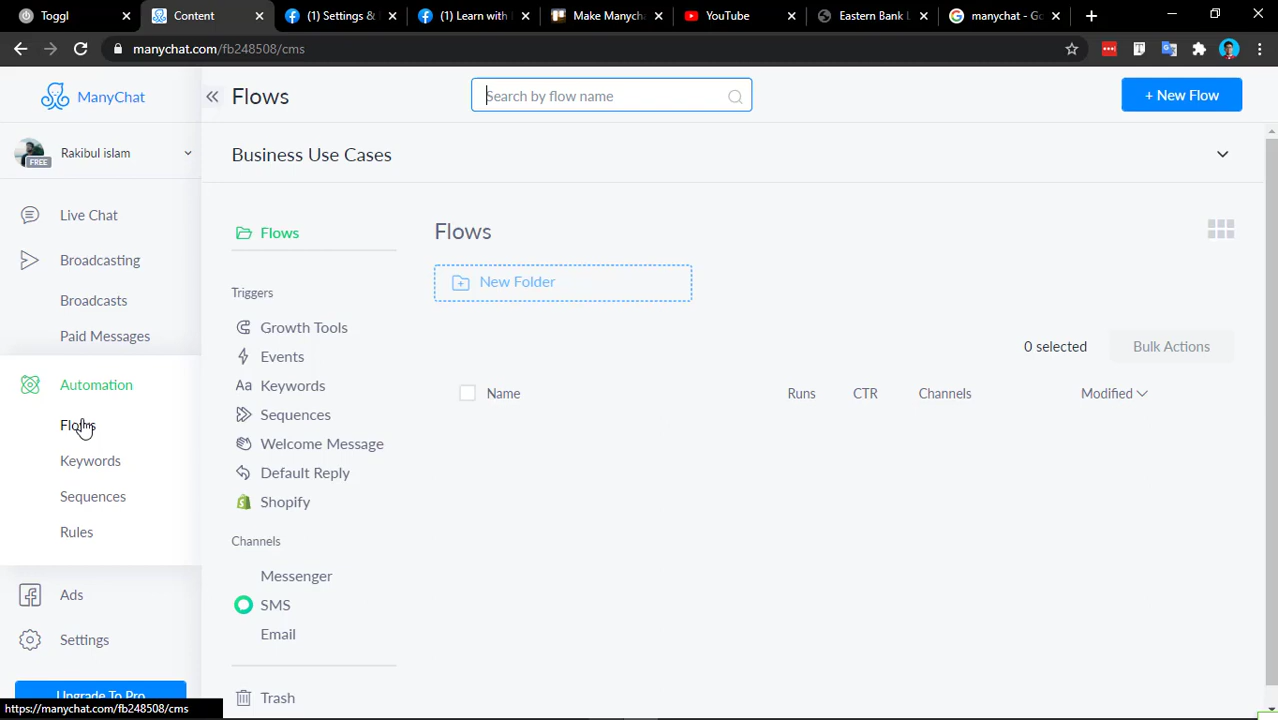 Toggl
Content
(1) Settings &
(1) Learn with
Make Manych
YouTube
Eastern Bank L
manychat - Go
manychat.com/fb248508/cms
ManyChat
Flows
Search by flow name
+ New Flow
FREE
Rakibul islam
Business Use Cases
Live Chat
Broadcasting
Broadcasts
Paid Messages
Automation
Flows
Keywords
Sequences
Rules
Ads
Settings
Upgrade To Pro
Flows
Triggers
Growth Tools
Events
Aa Keywords
Sequences
Welcome Message
Default Reply
Shopify
Channels
Messenger
SMS
Email
Trash
Flows
New Folder
0 selected
Bulk Actions
Name
Runs
CTR
Channels
Modified
https://manychat.com/fb248508/cms